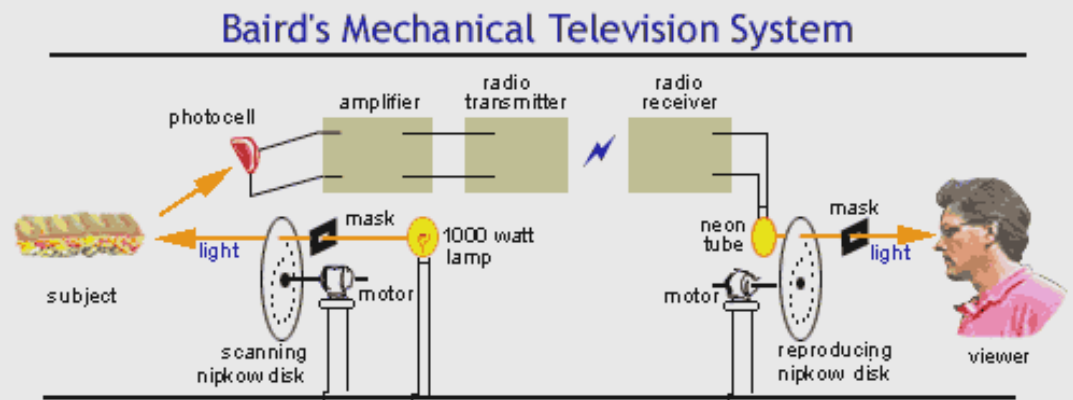 Baird's Mechanical Television System
photocell
amplifier
radio
transmitter
radio
receiver
mask
light
1000 watt
lamp
neon
tube
mask
light
subject
motor
motor
scanning
nipkow disk
reproducing
nipkow disk
viewer